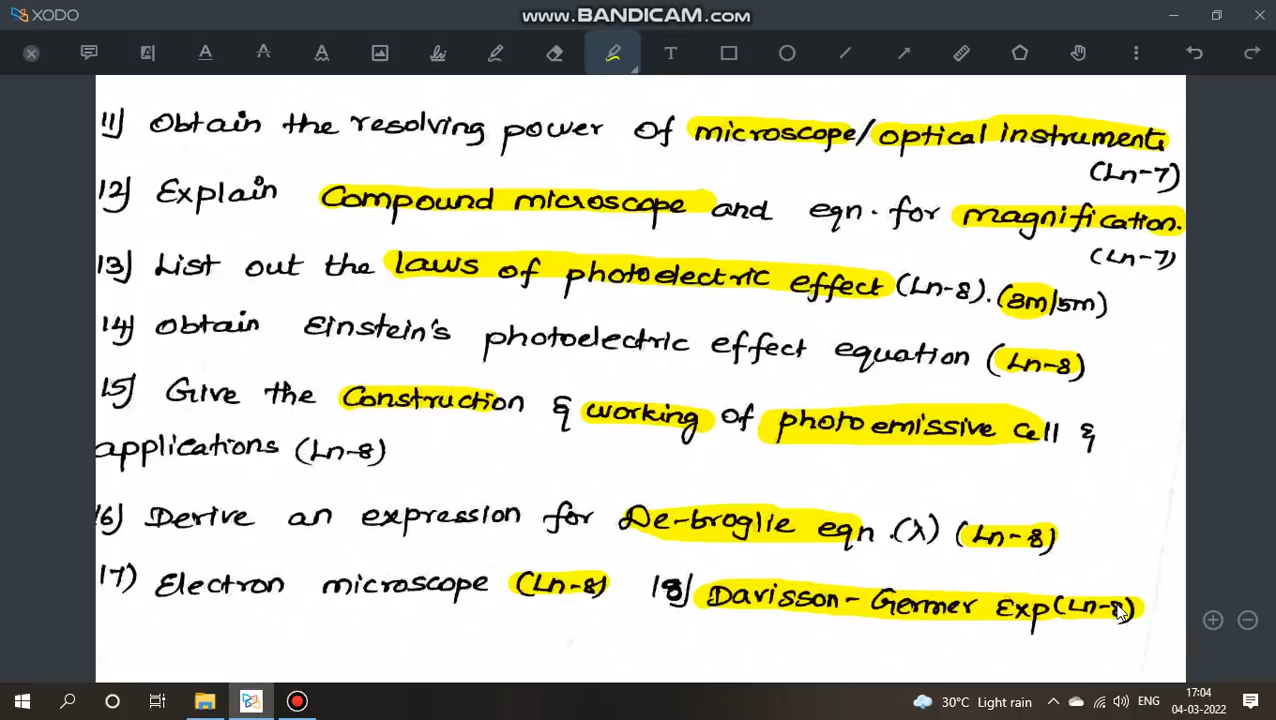 XODO
www.BANDICAM.com
11) Obtain the resolving power of microscope/optical instruments
(Ln-7)
12) Explain Compound microscope and eqn. for magnification.
(Ln-7)
13) List out the laws of photoelectric effect (Ln-8). (3m/5m)
14) Obtain Einstein's photoelectric effect equation (Ln-8)
15) Give the Construction & working of photoemissive cell &
applications (Ln-8)
16) Derive an expression for De-broglie eqn.(λ) (Ln-8)
17) Electron microscope (Ln-8) 18) Davisson-Germer Exp(Ln-8)
30°C Light rain ENG 17:04
04-03-2022